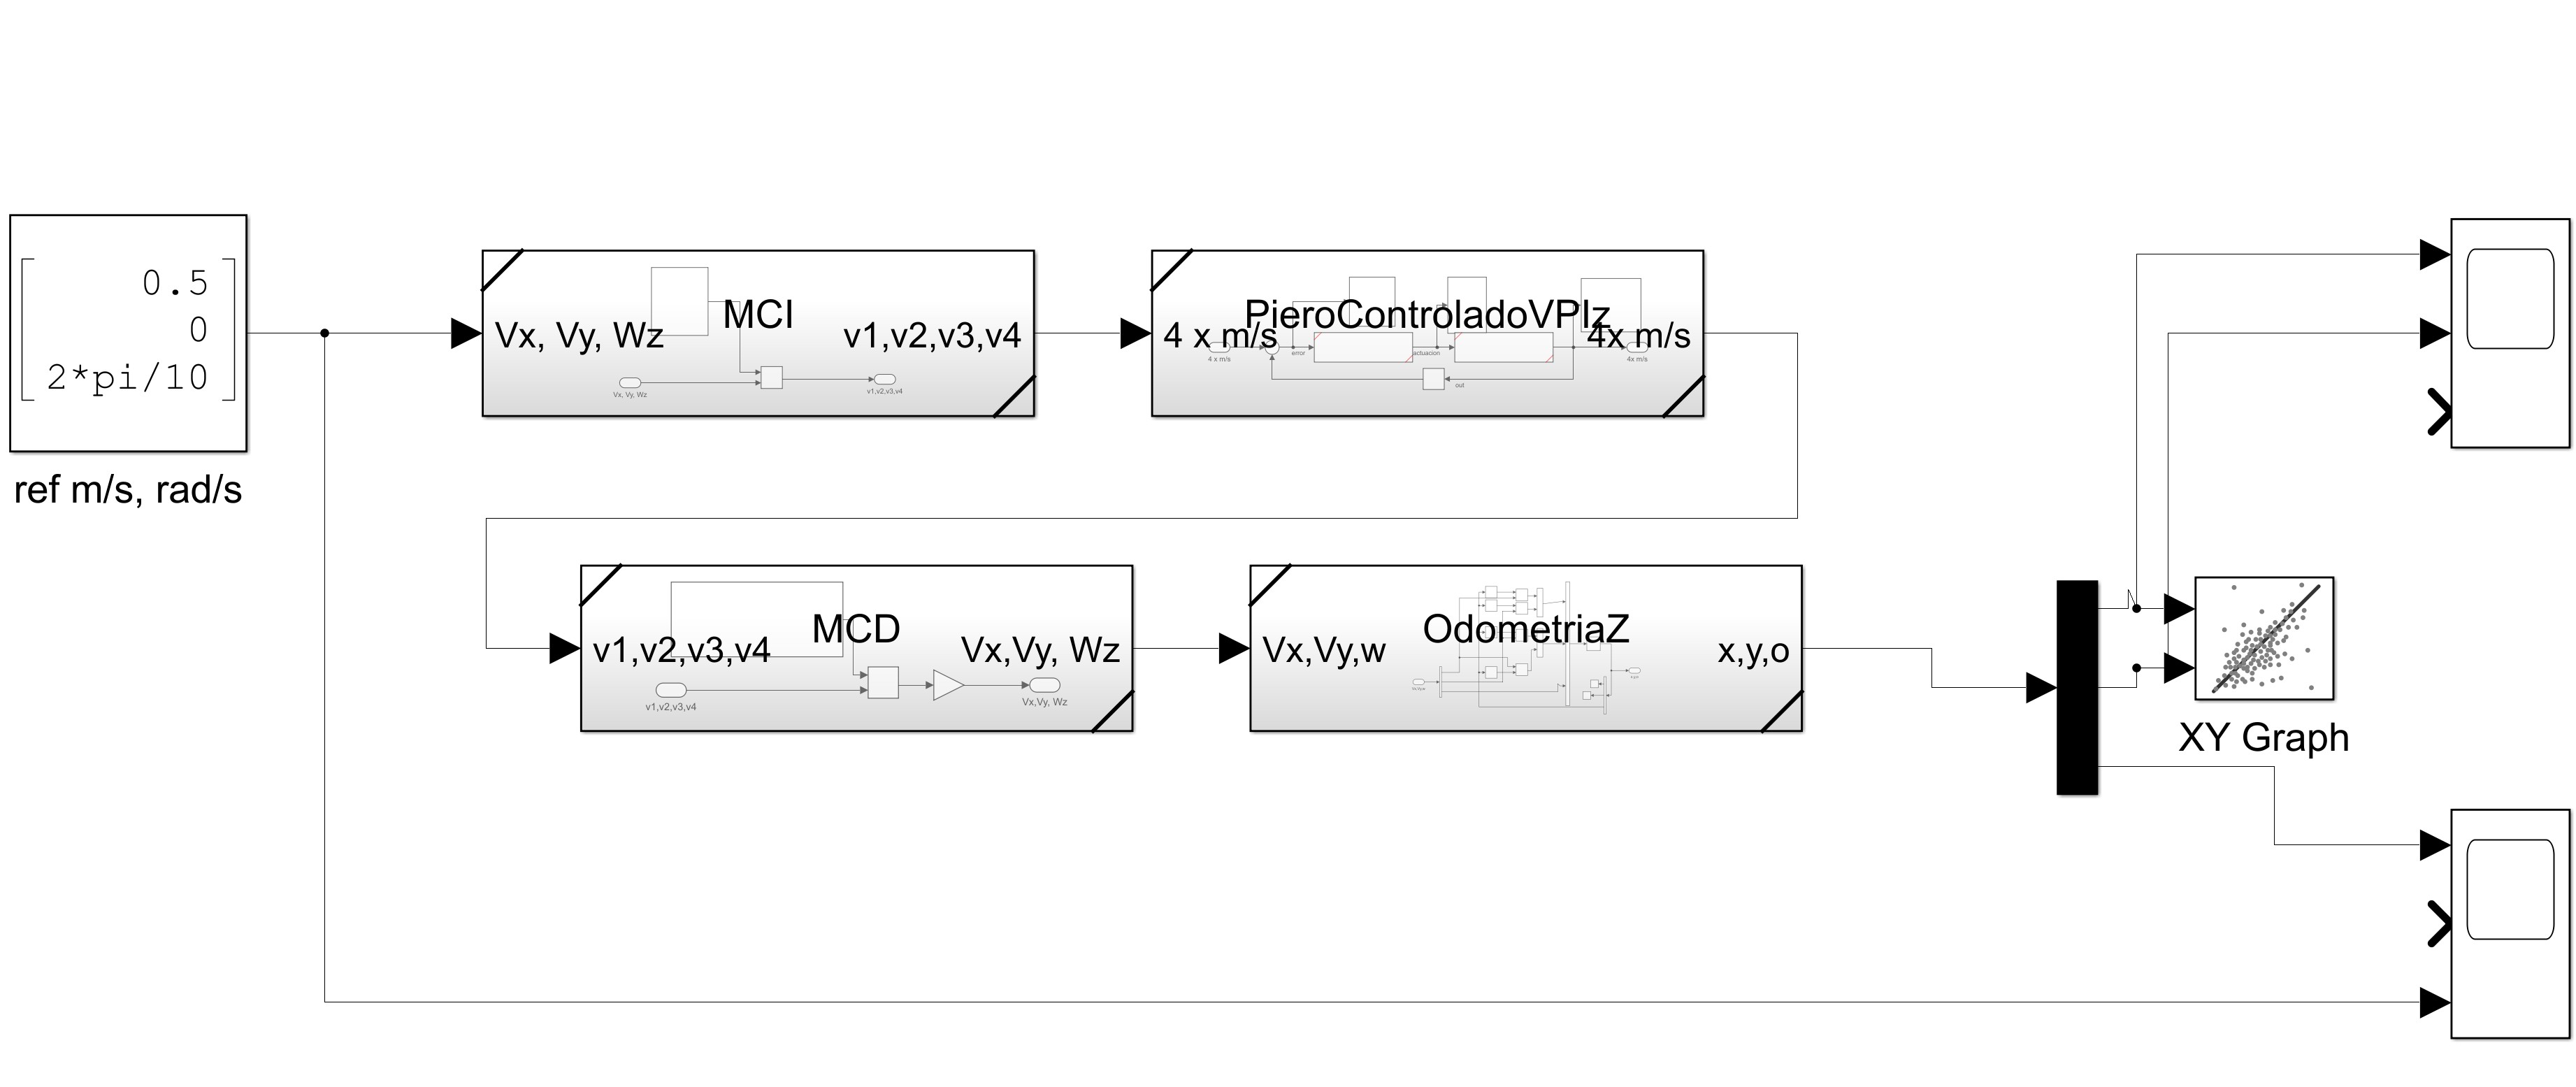 0.5
0
2*pi/10
ref m/s, rad/s
Vx, Vy, Wz
MCI
v1,v2,v3,v4
Vx, Vy, Wz
v1,v2,v3,v4
4 x m/s
PieroControladoVPIz
4x m/s
4 x m/s
error
actuacion
4x m/s
out
v1,v2,v3,v4
MCD
Vx,Vy, Wz
v1,v2,v3,v4
Vx,Vy, Wz
Vx,Vy,w
OdometriaZ
x,y,o
XY Graph